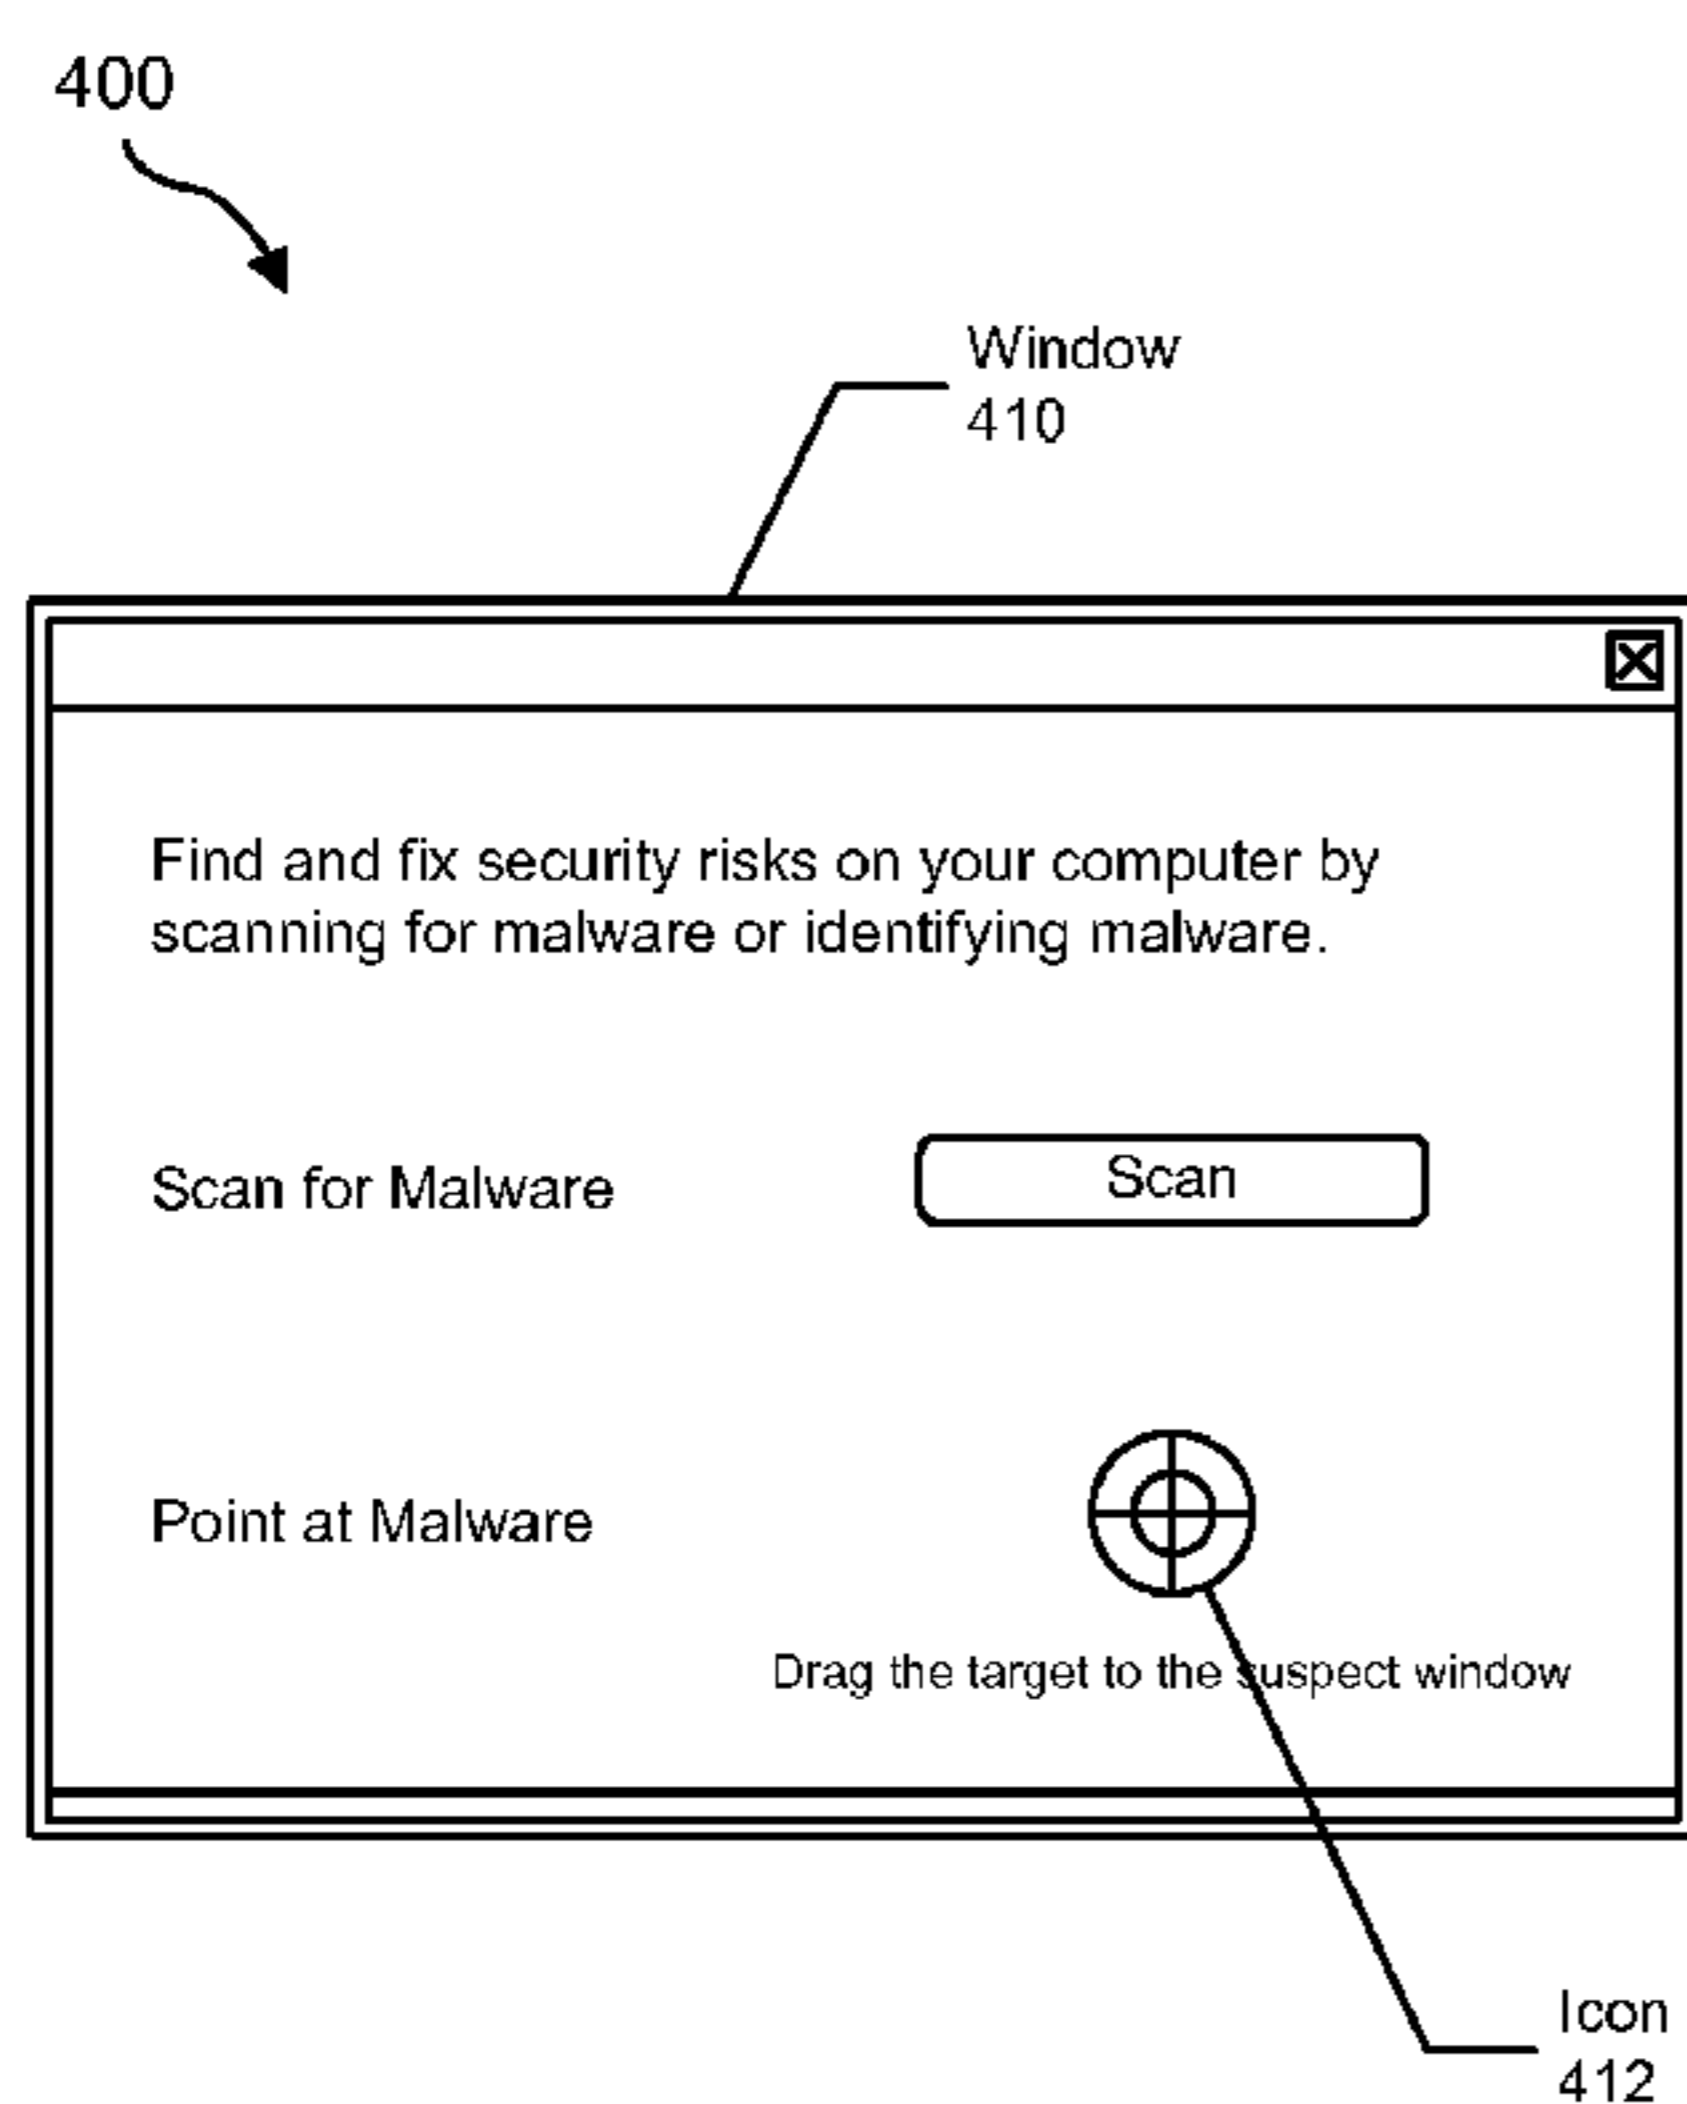 400
Window
410
Find and fix security risks on your computer by
scanning for malware or identifying malware.
Scan for Malware
Scan
Point at Malware
Drag the target to the suspect window
Icon
412